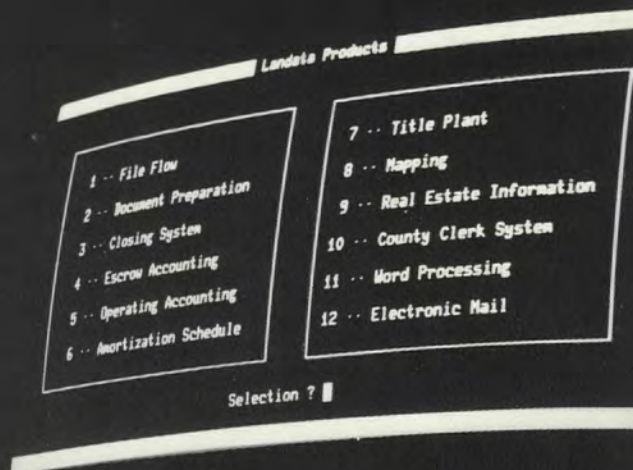 Landata Products
1 -- File Flow
2 -- Document Preparation
3 -- Closing System
4 -- Escrow Accounting
5 -- Operating Accounting
6 -- Amortization Schedule
7 -- Title Plant
8 -- Mapping
9 -- Real Estate Information
10 -- County Clerk System
11 -- Word Processing
12 -- Electronic Mail
Selection ?